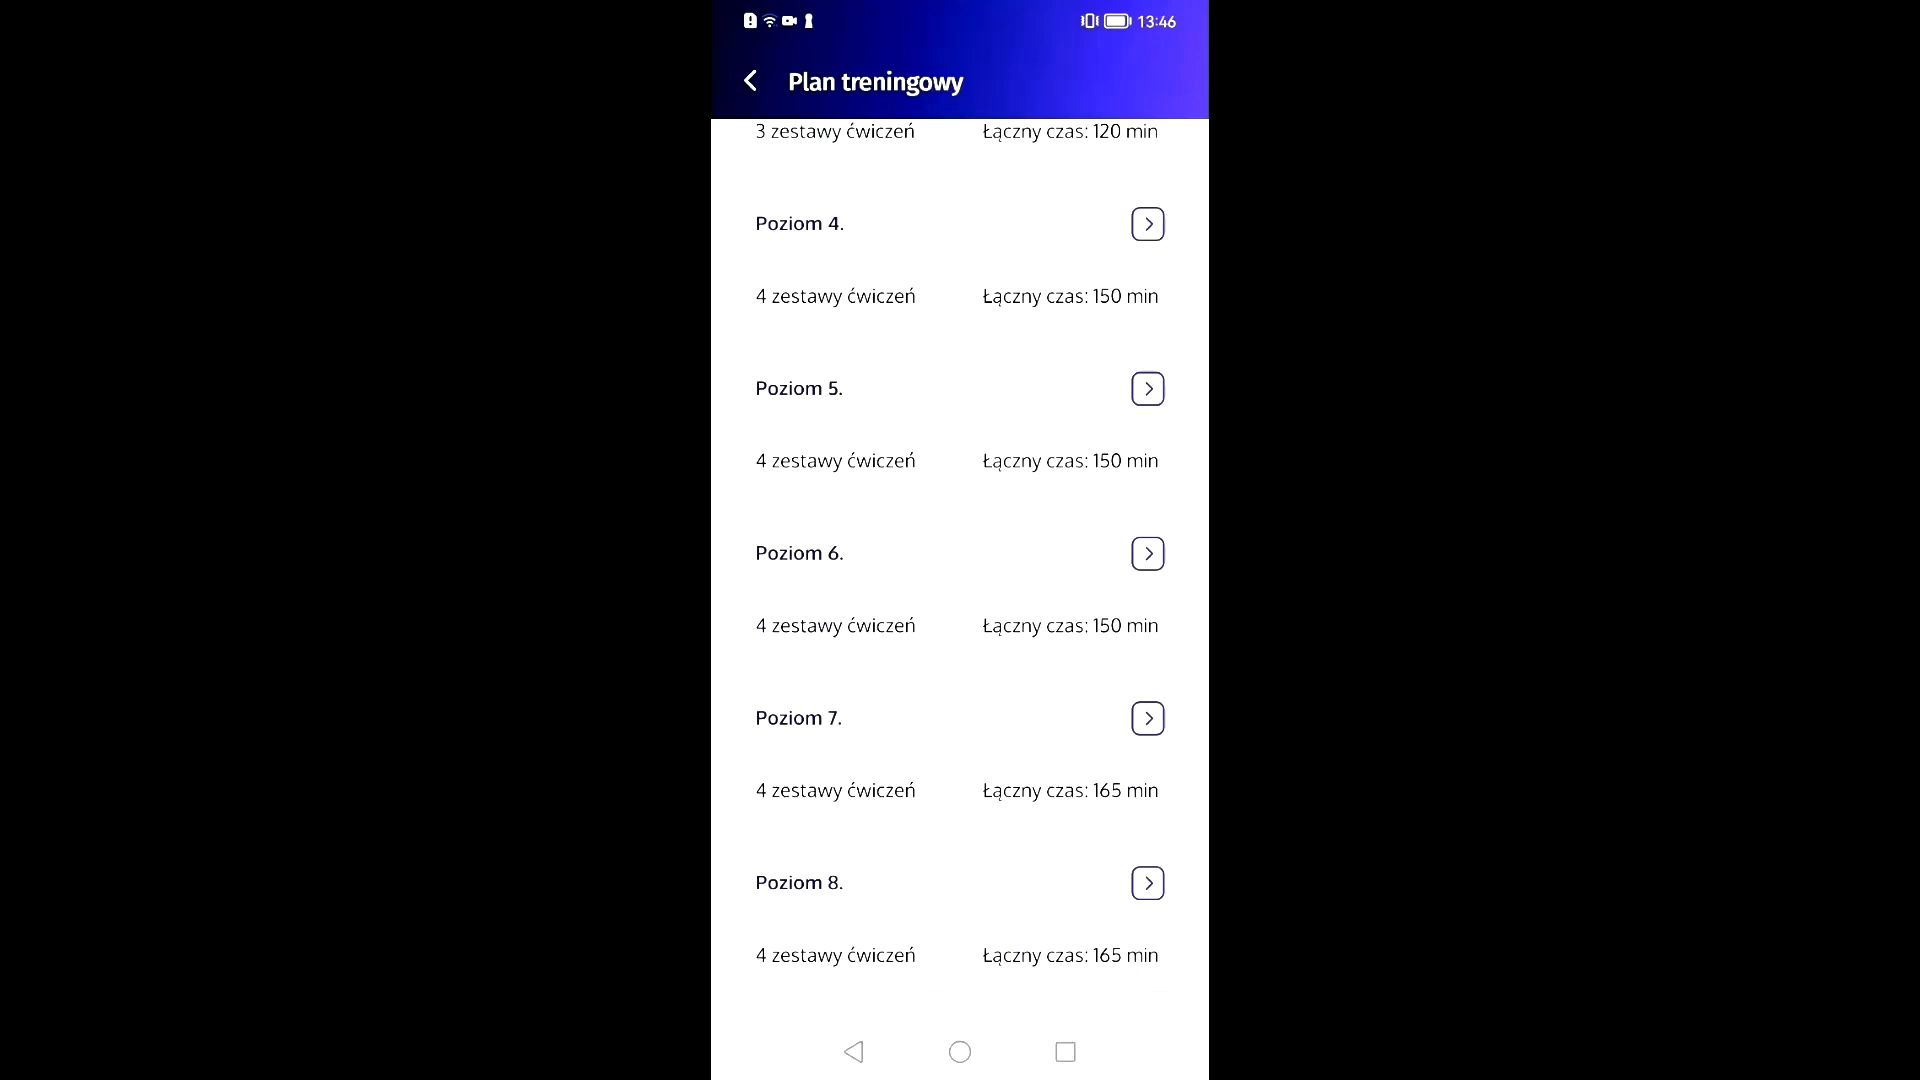 13:46
Plan treningowy
3 zestawy ćwiczeń Łączny czas: 120 min
Poziom 4.
4 zestawy ćwiczeń Łączny czas: 150 min
Poziom 5.
4 zestawy ćwiczeń Łączny czas: 150 min
Poziom 6.
4 zestawy ćwiczeń Łączny czas: 150 min
Poziom 7.
4 zestawy ćwiczeń Łączny czas: 165 min
Poziom 8.
4 zestawy ćwiczeń Łączny czas: 165 min